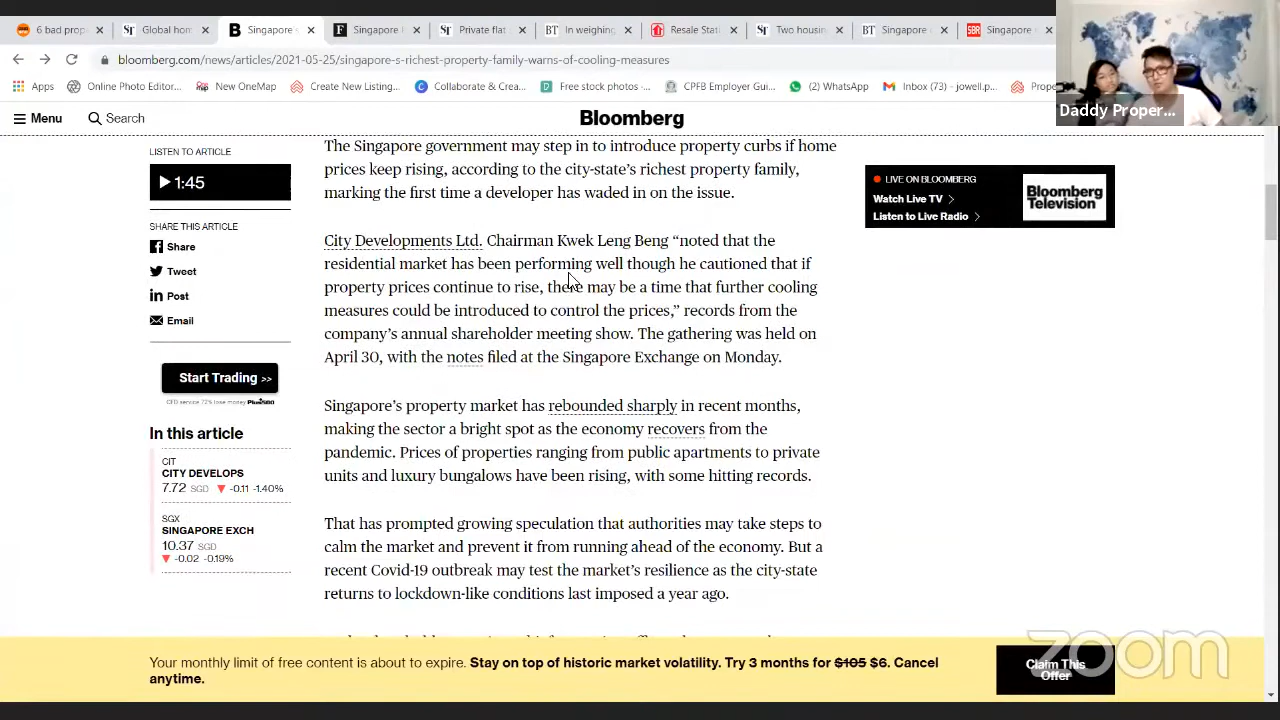 6 bad prop
Global hou
Singapore's
Singapore
Private flat
In weighing
Resale Stati
Two housin
Singapore
Singapore
bloomberg.com/news/articles/2021-05-25/singapore-s-richest-property-family-warns-of-cooling-measures
Apps
Online Photo Editor...
New OneMap
Create New Listing...
Collaborate & Crea...
Free stock photos ·...
CPFB Employer Gui...
(2) WhatsApp
Inbox (73) - jowell.p...
Daddy Proper...
Menu
Search
Bloomberg
LISTEN TO ARTICLE
1:45
SHARE THIS ARTICLE
Share
Tweet
Post
Email
Start Trading >>
CFD service. 72% lose money Plus500
In this article
CIT
CITY DEVELOPS
7.72 SGD ▼ -0.11 -1.40%
SGX
SINGAPORE EXCH
10.37 SGD
▼ -0.02 -0.19%
The Singapore government may step in to introduce property curbs if home
prices keep rising, according to the city-state's richest property family,
marking the first time a developer has waded in on the issue.
City Developments Ltd. Chairman Kwek Leng Beng “noted that the
residential market has been performing well though he cautioned that if
property prices continue to rise, there may be a time that further cooling
measures could be introduced to control the prices,” records from the
company's annual shareholder meeting show. The gathering was held on
April 30, with the notes filed at the Singapore Exchange on Monday.
Singapore's property market has rebounded sharply in recent months,
making the sector a bright spot as the economy recovers from the
pandemic. Prices of properties ranging from public apartments to private
units and luxury bungalows have been rising, with some hitting records.
That has prompted growing speculation that authorities may take steps to
calm the market and prevent it from running ahead of the economy. But a
recent Covid-19 outbreak may test the market's resilience as the city-state
returns to lockdown-like conditions last imposed a year ago.
LIVE ON BLOOMBERG
Watch Live TV >
Listen to Live Radio >
Bloomberg
Television
Your monthly limit of free content is about to expire. Stay on top of historic market volatility. Try 3 months for $105 $6. Cancel
anytime.
Claim This
Offer
zoom